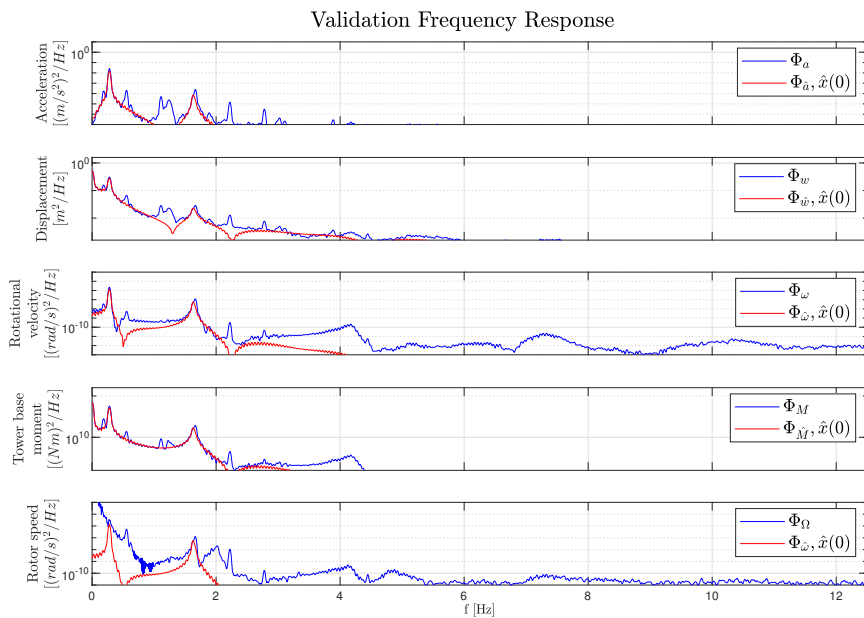 Validation Frequency Response
Acceleration
[(m/s²)²/Hz]
10⁰
Φₐ
Φ_â, x̂(0)
Displacement
[m²/Hz]
10⁰
Φ_w
Φ_ŵ, x̂(0)
Rotational
velocity
[(rad/s)²/Hz]
10⁻¹⁰
Φ_ω
Φ_ω̂, x̂(0)
Tower base
moment
[(Nm)²/Hz]
10¹⁰
Φ_M
Φ_M̂, x̂(0)
Rotor speed
[(rad/s)²/Hz]
10⁻¹⁰
Φ_Ω
Φ_ω̂, x̂(0)
0 2 4 6 8 10 12
f [Hz]